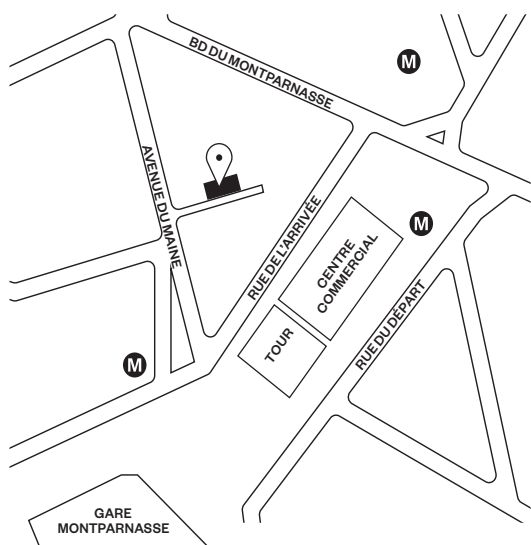 BD DU MONTPARNASSE
M
AVENUE DU MAINE
RUE DE L'ARRIVÉE
CENTRE
COMMERCIAL
M
TOUR
RUE DU DÉPART
M
GARE
MONTPARNASSE